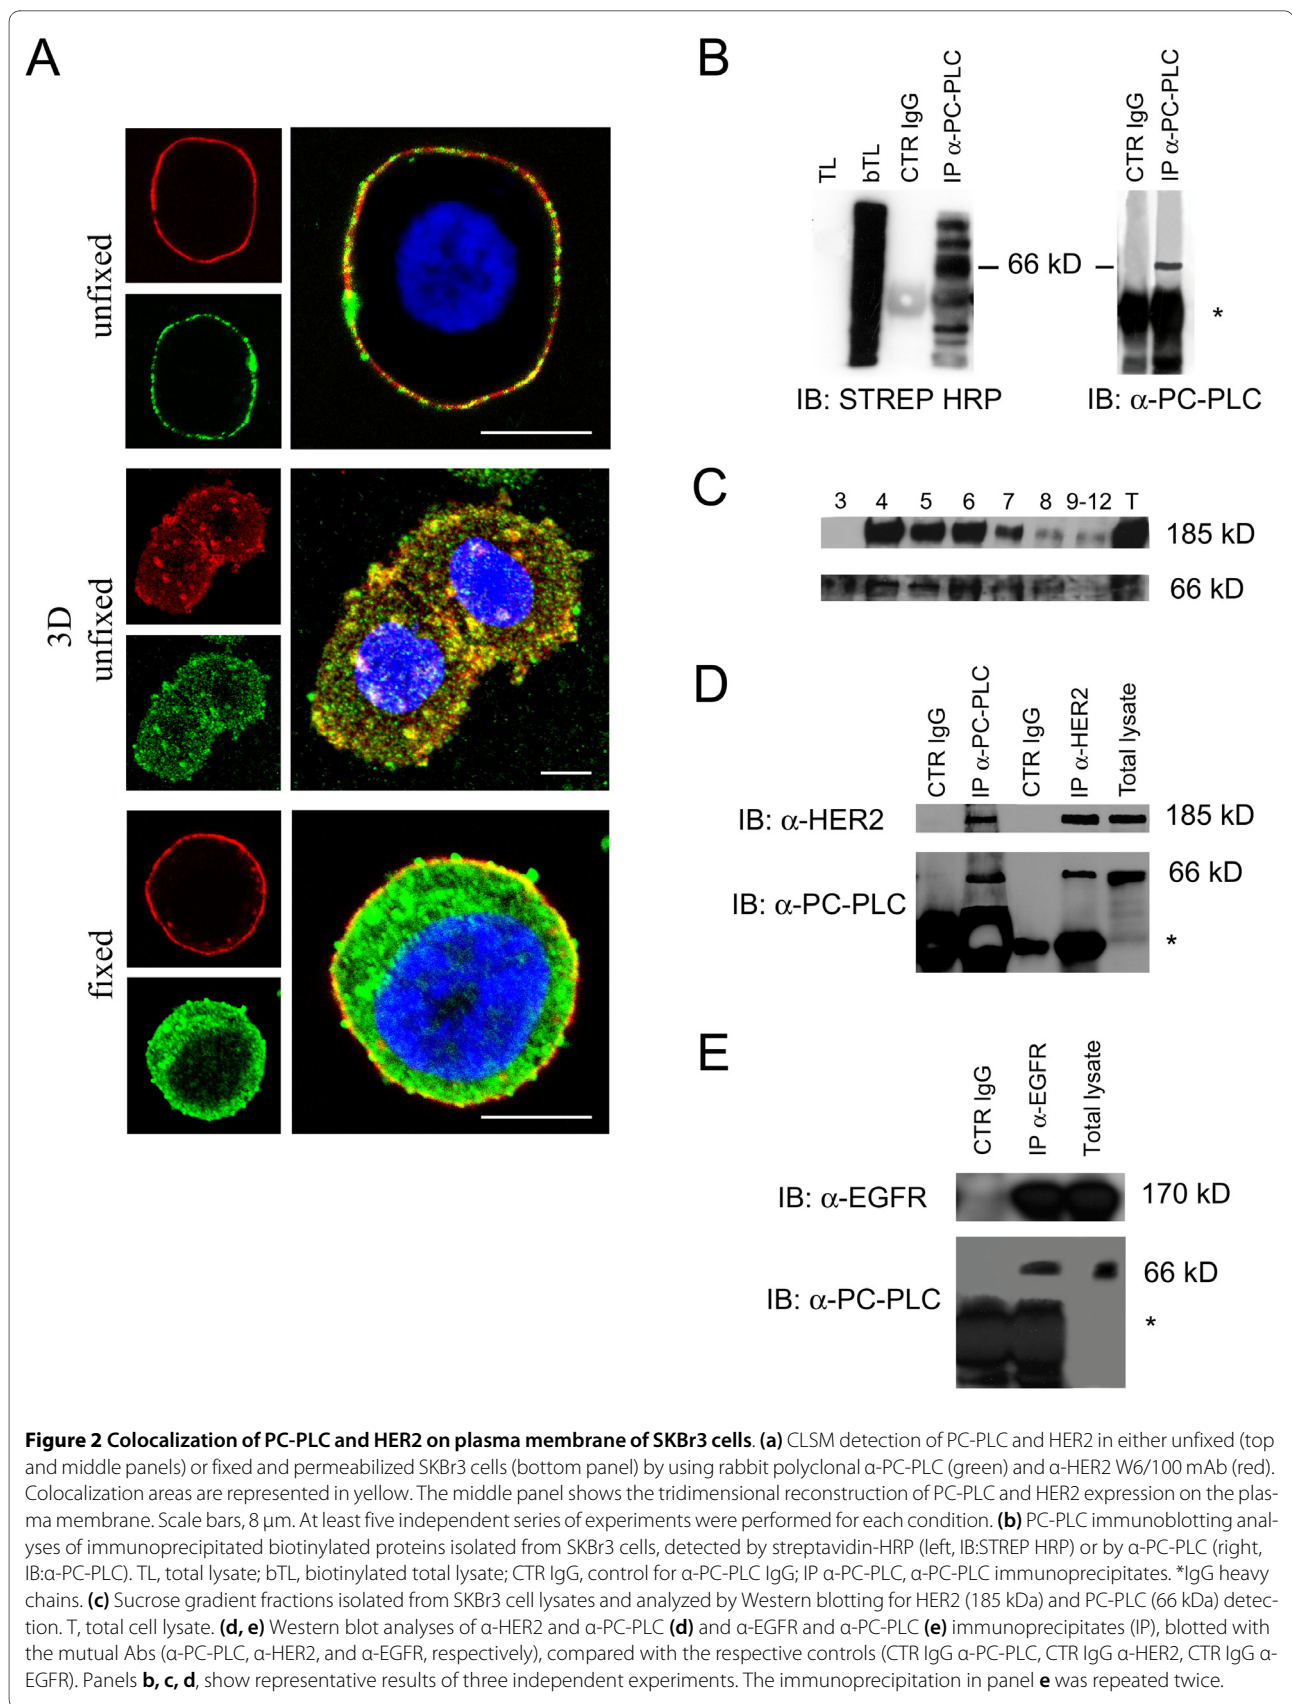 A
unfixed
3D
unfixed
fixed
B
TL
bTL
CTR IgG
IP α-PC-PLC
CTR IgG
IP α-PC-PLC
66 kD
*
IB: STREP HRP
IB: α-PC-PLC
C
3 4 5 6 7 8 9-12 T
185 kD
66 kD
D
CTR IgG
IP α-PC-PLC
CTR IgG
IP α-HER2
Total lysate
IB: α-HER2
185 kD
66 kD
IB: α-PC-PLC
*
E
CTR IgG
IP α-EGFR
Total lysate
IB: α-EGFR
170 kD
66 kD
IB: α-PC-PLC
*
Figure 2 Colocalization of PC-PLC and HER2 on plasma membrane of SKBr3 cells. (a) CLSM detection of PC-PLC and HER2 in either unfixed (top
and middle panels) or fixed and permeabilized SKBr3 cells (bottom panel) by using rabbit polyclonal α-PC-PLC (green) and α-HER2 W6/100 mAb (red).
Colocalization areas are represented in yellow. The middle panel shows the tridimensional reconstruction of PC-PLC and HER2 expression on the plas-
ma membrane. Scale bars, 8 μm. At least five independent series of experiments were performed for each condition. (b) PC-PLC immunoblotting anal-
yses of immunoprecipitated biotinylated proteins isolated from SKBr3 cells, detected by streptavidin-HRP (left, IB:STREP HRP) or by α-PC-PLC (right,
IB:α-PC-PLC). TL, total lysate; bTL, biotinylated total lysate; CTR IgG, control for α-PC-PLC IgG; IP α-PC-PLC, α-PC-PLC immunoprecipitates. *IgG heavy
chains. (c) Sucrose gradient fractions isolated from SKBr3 cell lysates and analyzed by Western blotting for HER2 (185 kDa) and PC-PLC (66 kDa) detec-
tion. T, total cell lysate. (d, e) Western blot analyses of α-HER2 and α-PC-PLC (d) and α-EGFR and α-PC-PLC (e) immunoprecipitates (IP), blotted with
the mutual Abs (α-PC-PLC, α-HER2, and α-EGFR, respectively), compared with the respective controls (CTR IgG α-PC-PLC, CTR IgG α-HER2, CTR IgG α-
EGFR). Panels b, c, d, show representative results of three independent experiments. The immunoprecipitation in panel e was repeated twice.